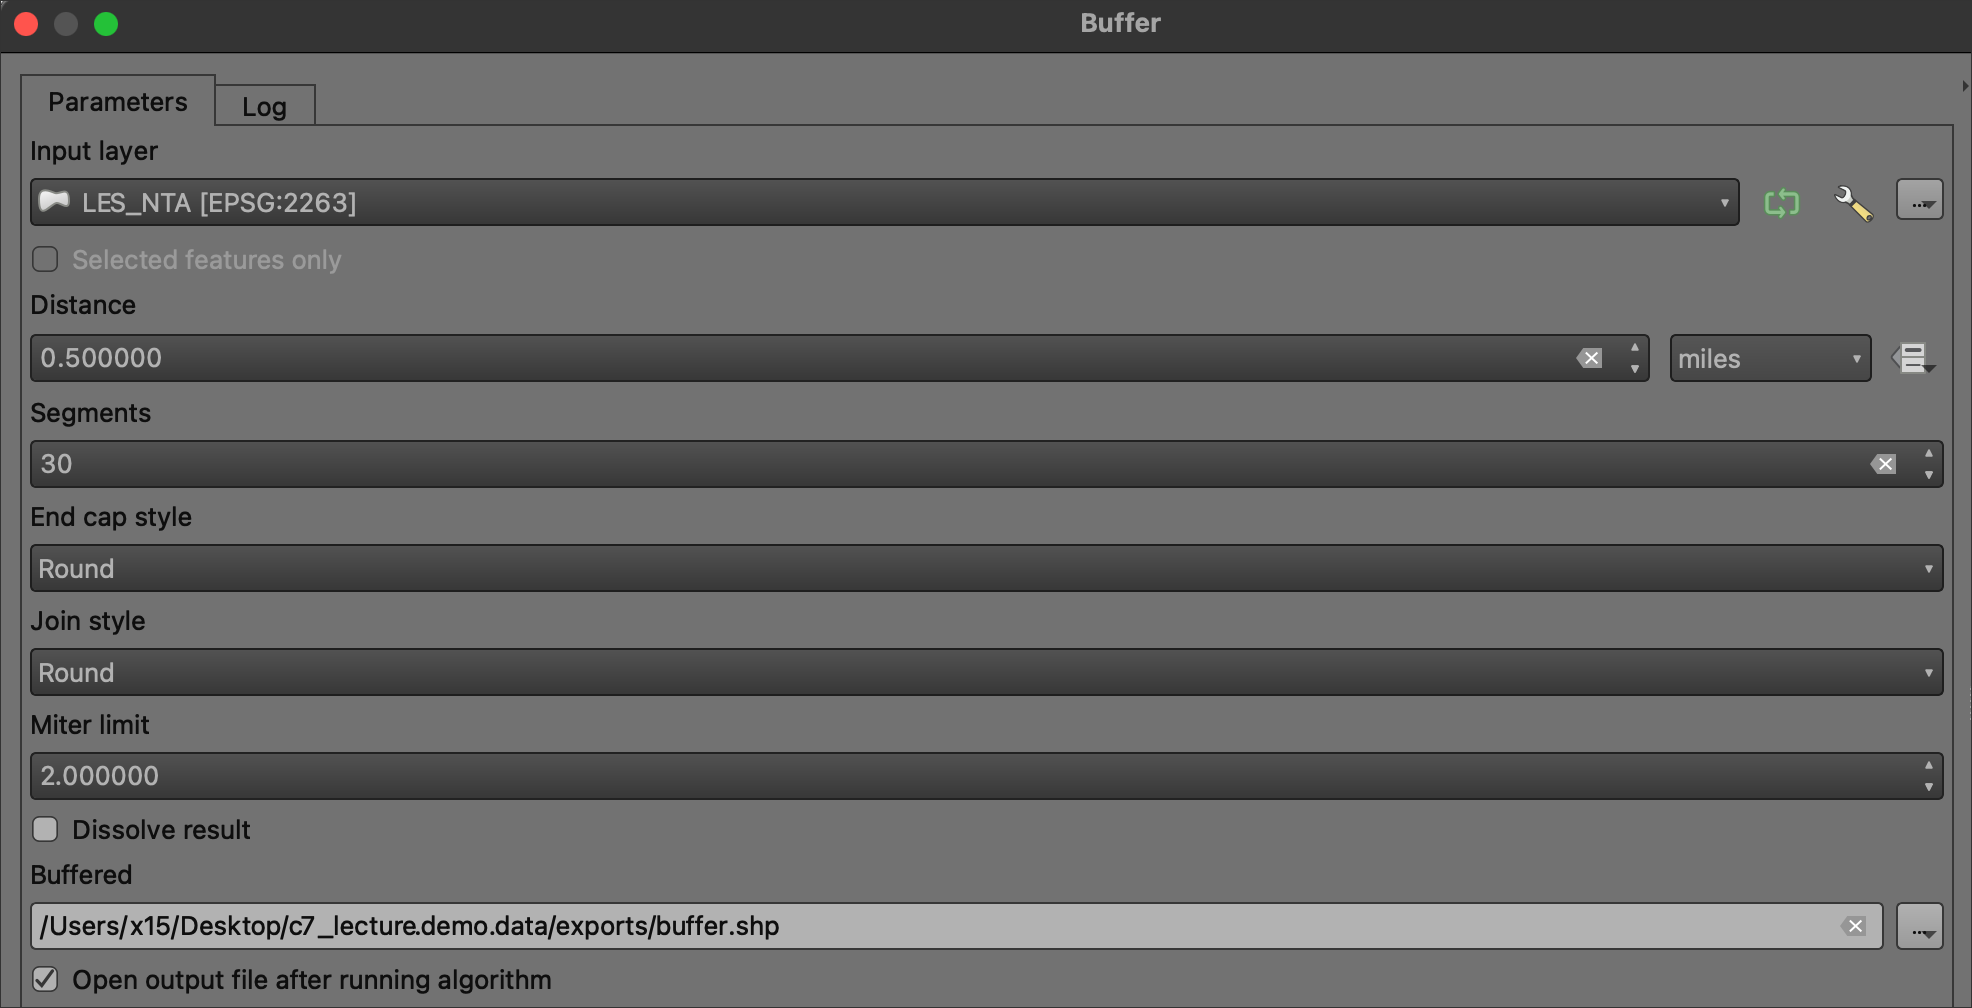 Buffer
Parameters
Log
Input layer
LES_NTA [EPSG:2263]
...
Selected features only
Distance
0.500000
miles
Segments
30
End cap style
Round
Join style
Round
Miter limit
2.000000
Dissolve result
Buffered
/Users/x15/Desktop/c7_lecture.demo.data/exports/buffer.shp
...
Open output file after running algorithm